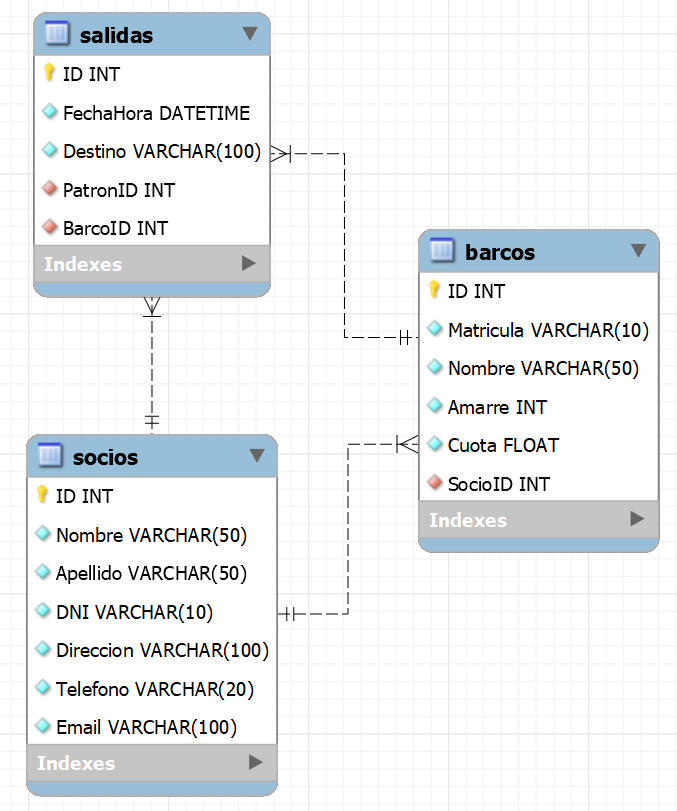 salidas
ID INT
FechaHora DATETIME
Destino VARCHAR(100)
PatronID INT
BarcoID INT
Indexes
barcos
ID INT
Matricula VARCHAR(10)
Nombre VARCHAR(50)
Amarre INT
Cuota FLOAT
SocioID INT
Indexes
socios
ID INT
Nombre VARCHAR(50)
Apellido VARCHAR(50)
DNI VARCHAR(10)
Direccion VARCHAR(100)
Telefono VARCHAR(20)
Email VARCHAR(100)
Indexes